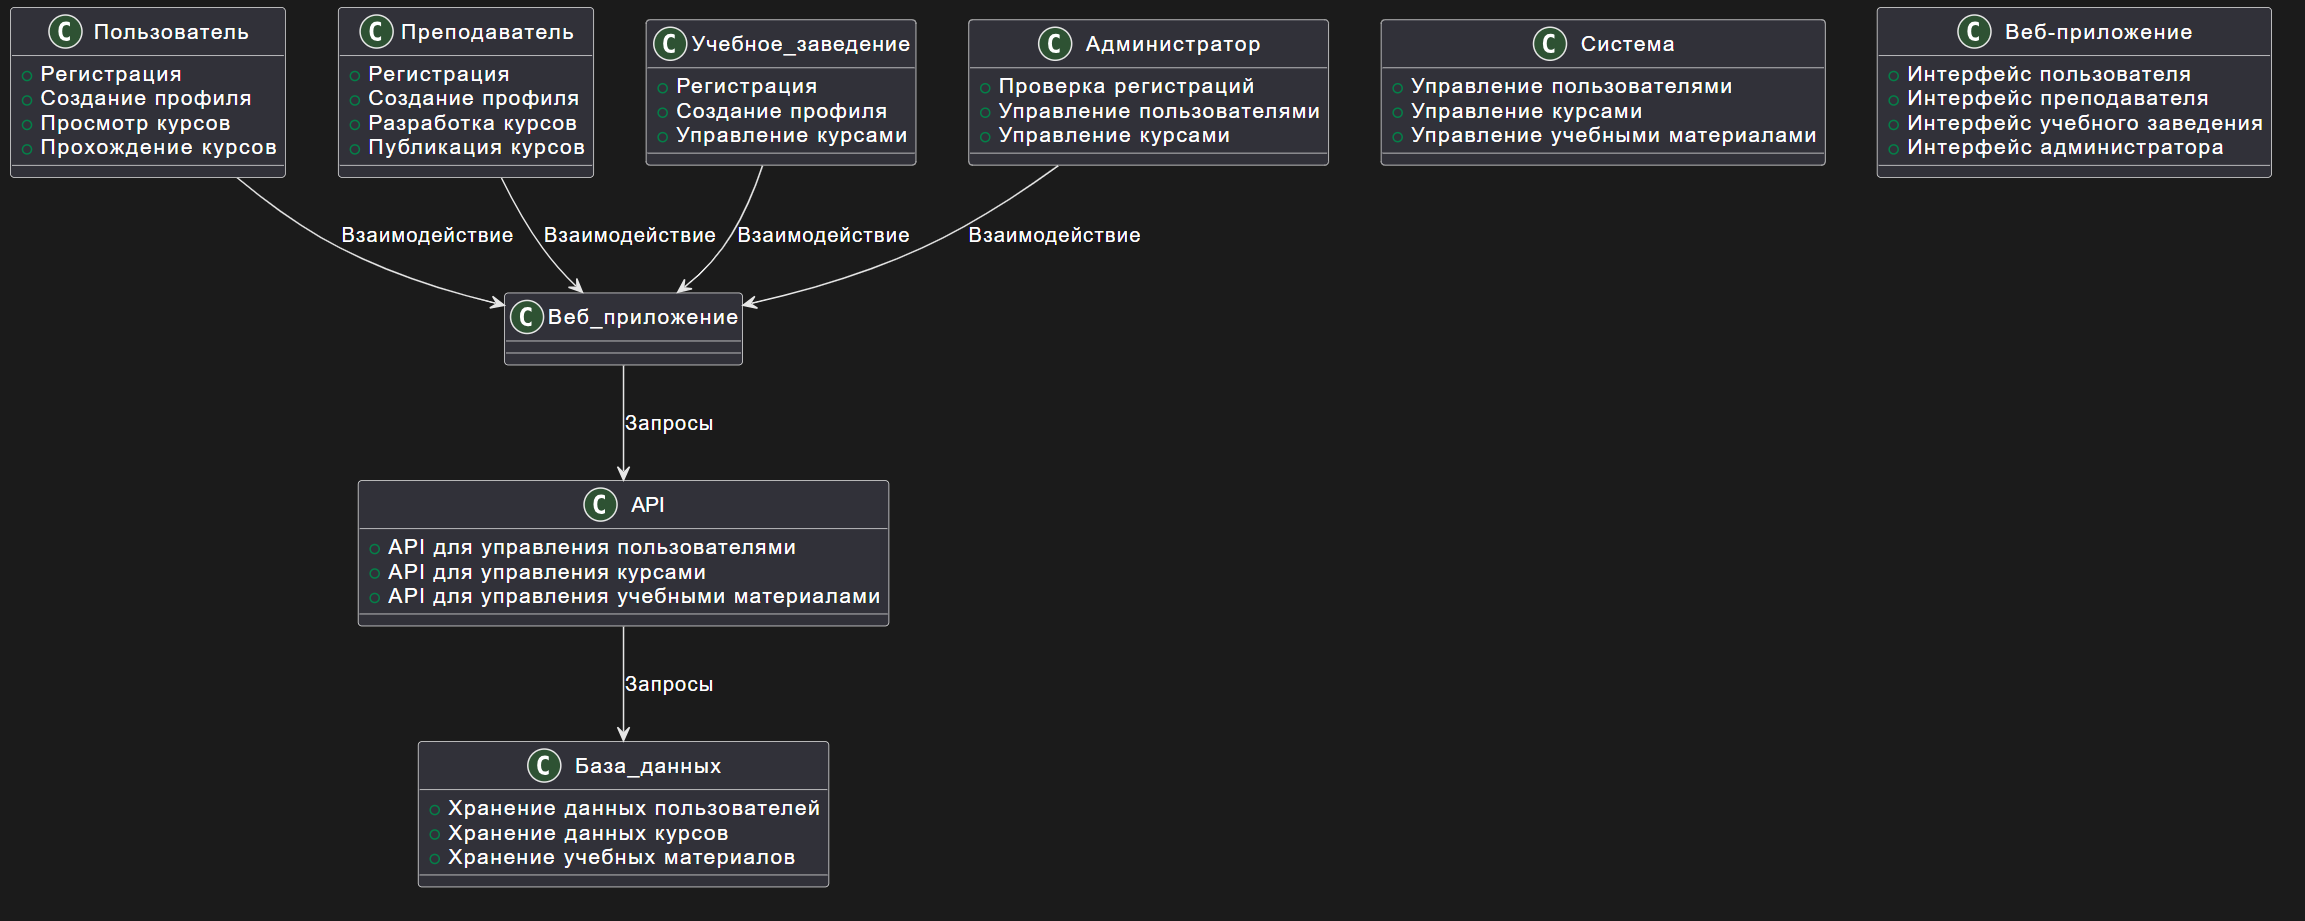 C Пользователь
Регистрация
Создание профиля
Просмотр курсов
Прохождение курсов
C Преподаватель
Регистрация
Создание профиля
Разработка курсов
Публикация курсов
C Учебное_заведение
Регистрация
Создание профиля
Управление курсами
C Администратор
Проверка регистраций
Управление пользователями
Управление курсами
C Система
Управление пользователями
Управление курсами
Управление учебными материалами
C Веб-приложение
Интерфейс пользователя
Интерфейс преподавателя
Интерфейс учебного заведения
Интерфейс администратора
Взаимодействие
Взаимодействие
Взаимодействие
Взаимодействие
C Веб_приложение
Запросы
C API
API для управления пользователями
API для управления курсами
API для управления учебными материалами
Запросы
C База_данных
Хранение данных пользователей
Хранение данных курсов
Хранение учебных материалов